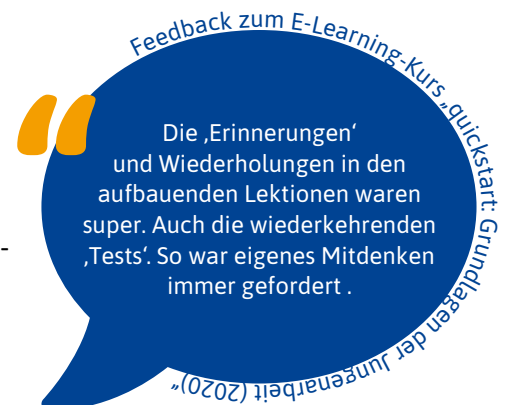 Feedback zum E-Learning-Kurs „quickstart: Grundlagen der Jungenarbeit (2020)“
Die ‚Erinnerungen‘
und Wiederholungen in den
aufbauenden Lektionen waren
super. Auch die wiederkehrenden
‚Tests‘. So war eigenes Mitdenken
immer gefordert .
-